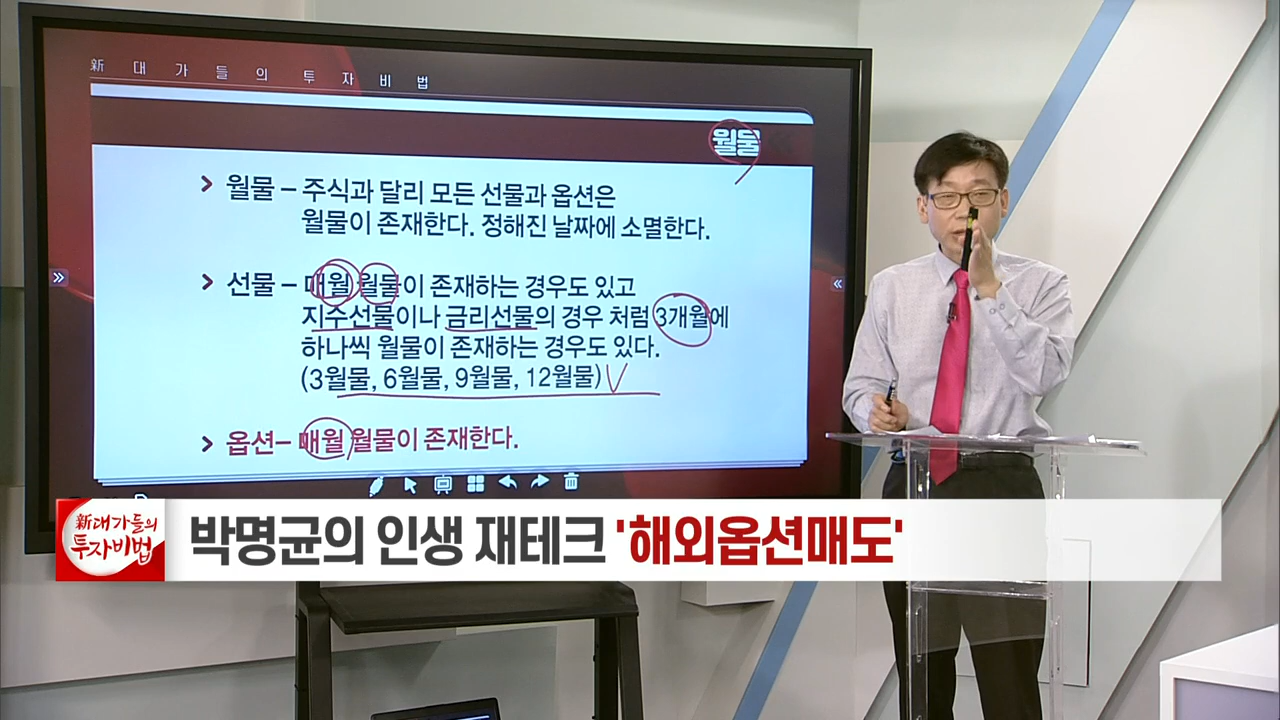 新 대 가 들 의 투 자 비 법
월물
월물 – 주식과 달리 모든 선물과 옵션은
월물이 존재한다. 정해진 날짜에 소멸한다.
선물 – 매월 월물이 존재하는 경우도 있고
지수선물이나 금리선물의 경우 처럼 3개월에
하나씩 월물이 존재하는 경우도 있다.
(3월물, 6월물, 9월물, 12월물)
옵션– 매월 월물이 존재한다.
新대가들의
투자비법
박명균의 인생 재테크 '해외옵션매도'